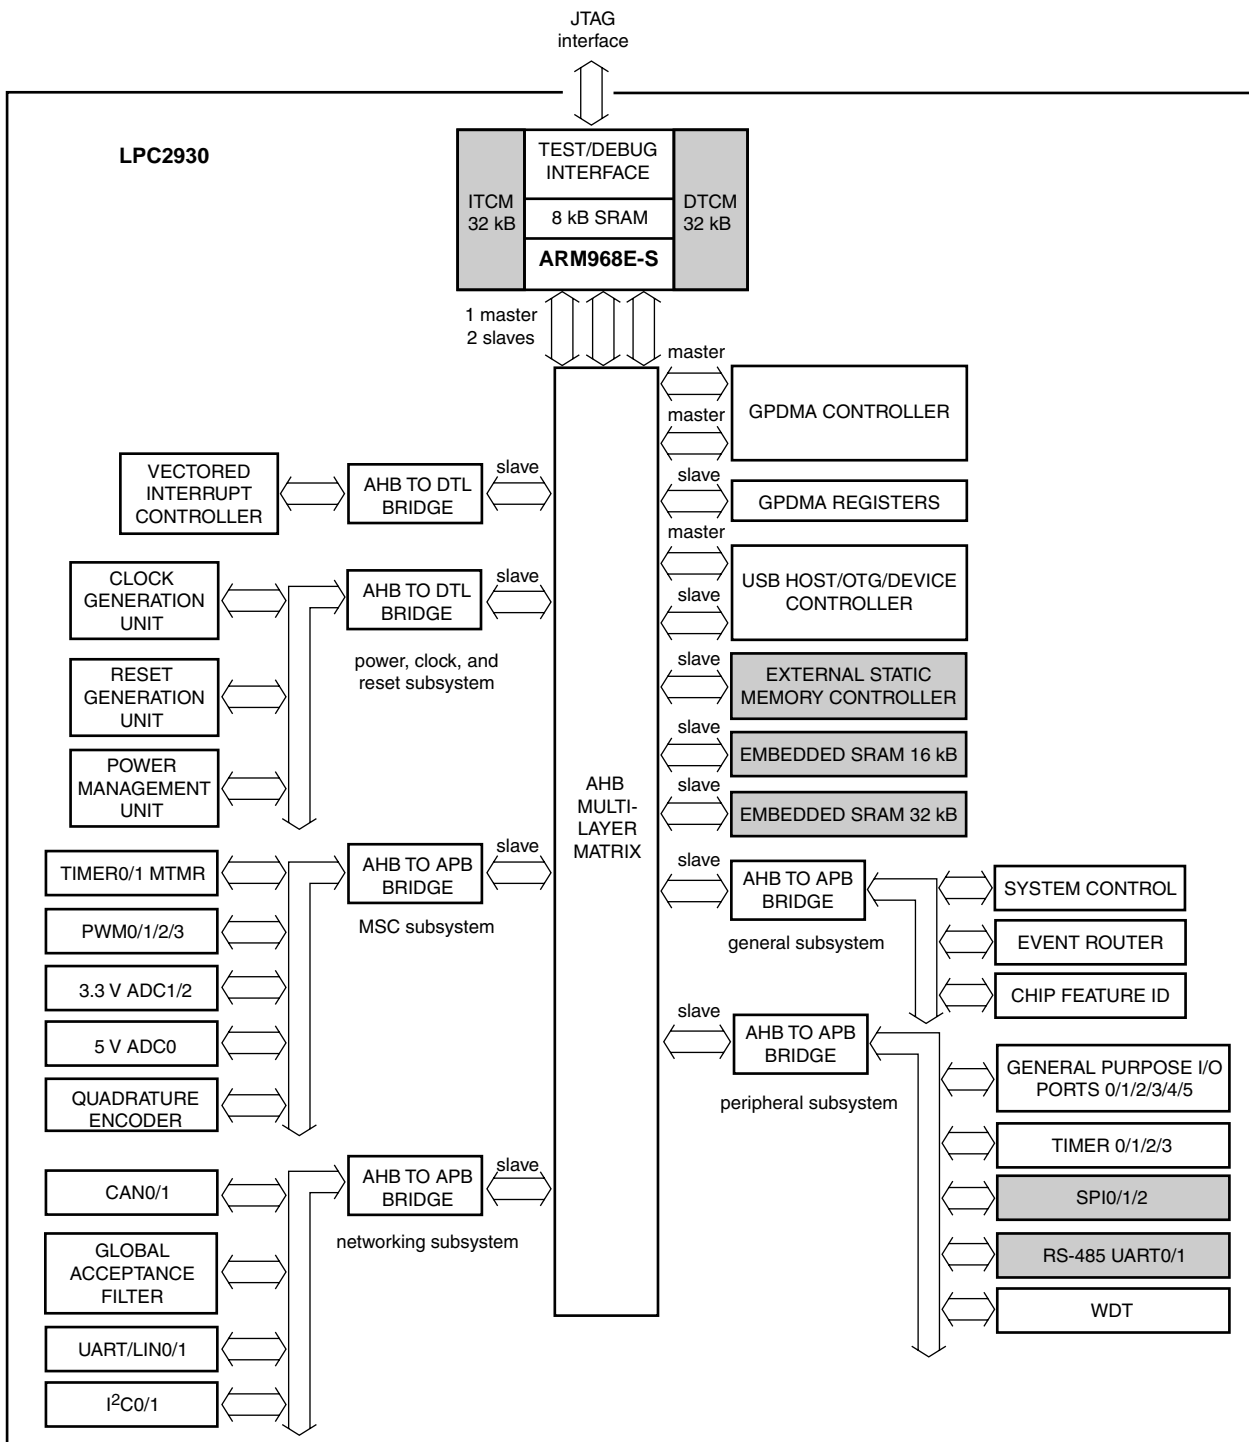 JTAG
interface
LPC2930
ITCM
32 kB
TEST/DEBUG
INTERFACE
8 kB SRAM
ARM968E-S
DTCM
32 kB
1 master
2 slaves
master
GPDMA CONTROLLER
master
slave
GPDMA REGISTERS
master
USB HOST/OTG/DEVICE
CONTROLLER
slave
slave
EXTERNAL STATIC
MEMORY CONTROLLER
slave
EMBEDDED SRAM 16 kB
slave
EMBEDDED SRAM 32 kB
slave
AHB TO APB
BRIDGE
general subsystem
SYSTEM CONTROL
EVENT ROUTER
CHIP FEATURE ID
slave
AHB TO APB
BRIDGE
peripheral subsystem
GENERAL PURPOSE I/O
PORTS 0/1/2/3/4/5
TIMER 0/1/2/3
SPI0/1/2
RS-485 UART0/1
WDT
AHB
MULTI-
LAYER
MATRIX
VECTORED
INTERRUPT
CONTROLLER
AHB TO DTL
BRIDGE
slave
CLOCK
GENERATION
UNIT
AHB TO DTL
BRIDGE
slave
power, clock, and
reset subsystem
RESET
GENERATION
UNIT
POWER
MANAGEMENT
UNIT
TIMER0/1 MTMR
AHB TO APB
BRIDGE
slave
MSC subsystem
PWM0/1/2/3
3.3 V ADC1/2
5 V ADC0
QUADRATURE
ENCODER
CAN0/1
AHB TO APB
BRIDGE
slave
networking subsystem
GLOBAL
ACCEPTANCE
FILTER
UART/LIN0/1
I²C0/1